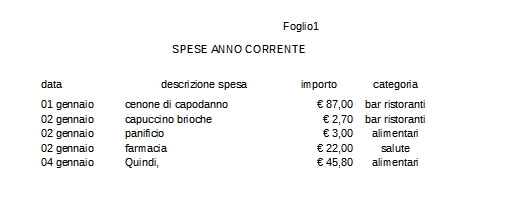 Foglio1
SPESE ANNO CORRENTE
data descrizione spesa importo categoria
01 gennaio cenone di capodanno € 87,00 bar ristoranti
02 gennaio capuccino brioche € 2,70 bar ristoranti
02 gennaio panificio € 3,00 alimentari
02 gennaio farmacia € 22,00 salute
04 gennaio Quindi, € 45,80 alimentari